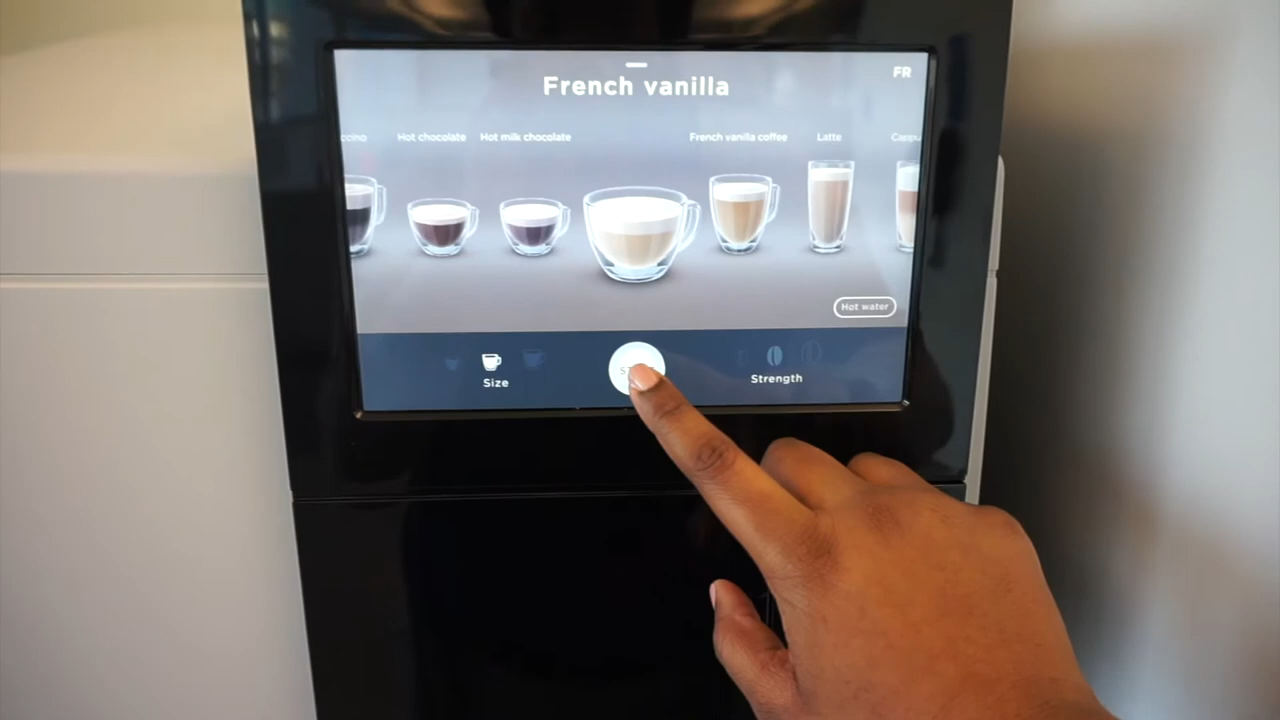 French vanilla
FR
ccino
Hot chocolate
Hot milk chocolate
French vanilla coffee
Latte
Cappu
Hot water
Size
Strength